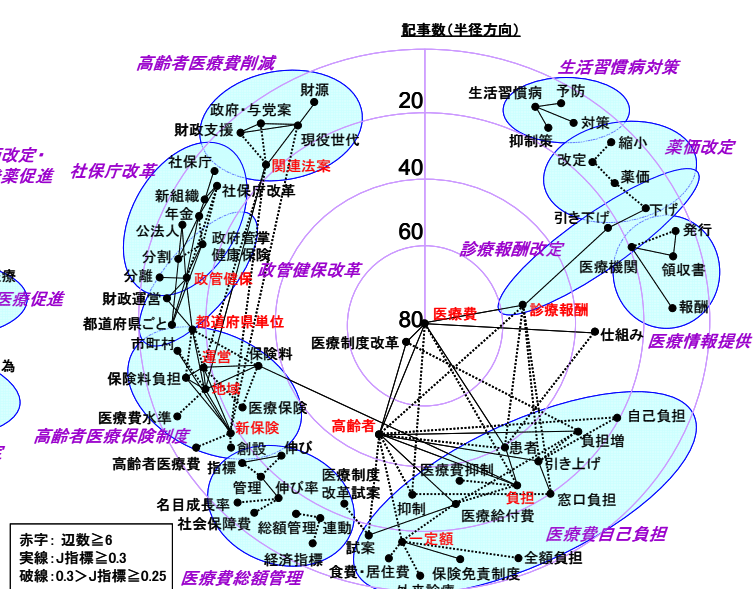 記事数(半径方向)
高齢者医療費削減
生活習慣病対策
財源
生活習慣病
予防
20
政府・与党案
財政支援
現役世代
対策
抑制策
縮小
薬価改定
改定・
社保庁改革
社保庁
関連法案
改定
40
薬促進
新組織
社保庁改革
薬価
年金
下げ
公法人
引き下げ
政府管掌
健康保険
60
発行
分割
診療報酬改定
医療機関
領収書
療
分離
政管健保
政管健保改革
医療促進
財政運営
報酬
都道府県ごと
都道府県単位
80
医療費
診療報酬
医療情報提供
仕組み
市町村
医療制度改革
為
運営
保険料
保険料負担
地域
医療費水準
医療保険
自己負担
高齢者
負担増
高齢者医療保険制度
新保険
創設
伸び
患者
高齢者医療費
指標
引き上げ
医療制度
改革試案
医療費抑制
管理
伸び率
負担
窓口負担
名目成長率
抑制
医療給付費
社会保障費
総額管理
連動
医療費自己負担
試案
一定額
赤字: 辺数≧6
実線:J指標≧0.3
破線:0.3>J指標≧0.25
経済指標
全額負担
医療費総額管理
食費・居住費
保険免責制度